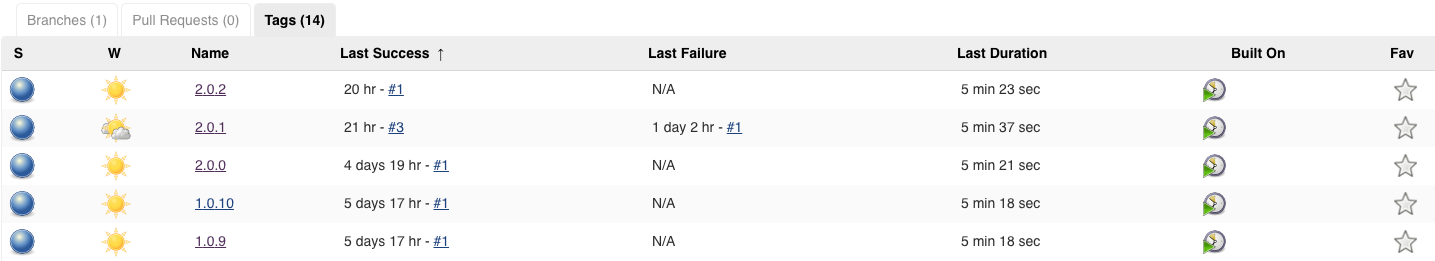 Branches (1) Pull Requests (0) Tags (14)
S W Name Last Success ↑ Last Failure Last Duration Built On Fav
2.0.2 20 hr - #1 N/A 5 min 23 sec
2.0.1 21 hr - #3 1 day 2 hr - #1 5 min 37 sec
2.0.0 4 days 19 hr - #1 N/A 5 min 21 sec
1.0.10 5 days 17 hr - #1 N/A 5 min 18 sec
1.0.9 5 days 17 hr - #1 N/A 5 min 18 sec